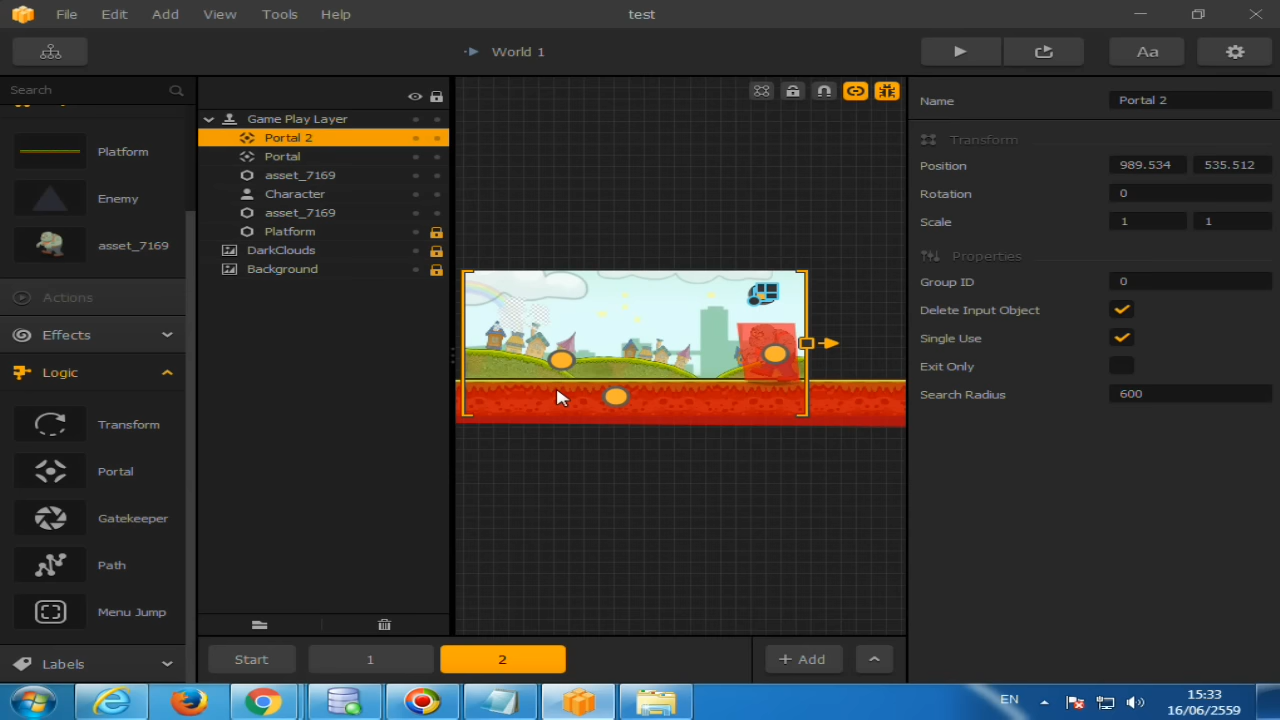 File Edit Add View Tools Help
test
World 1
Aa
Search
Platform
Enemy
asset_7169
Actions
Effects
Logic
Transform
Portal
Gatekeeper
Path
Menu Jump
Labels
Game Play Layer
Portal 2
Portal
asset_7169
Character
asset_7169
Platform
DarkClouds
Background
Name Portal 2
Transform
Position 989.534 535.512
Rotation 0
Scale 1 1
Properties
Group ID 0
Delete Input Object
Single Use
Exit Only
Search Radius 600
Start 1 2 + Add
EN
15:33
16/06/2559